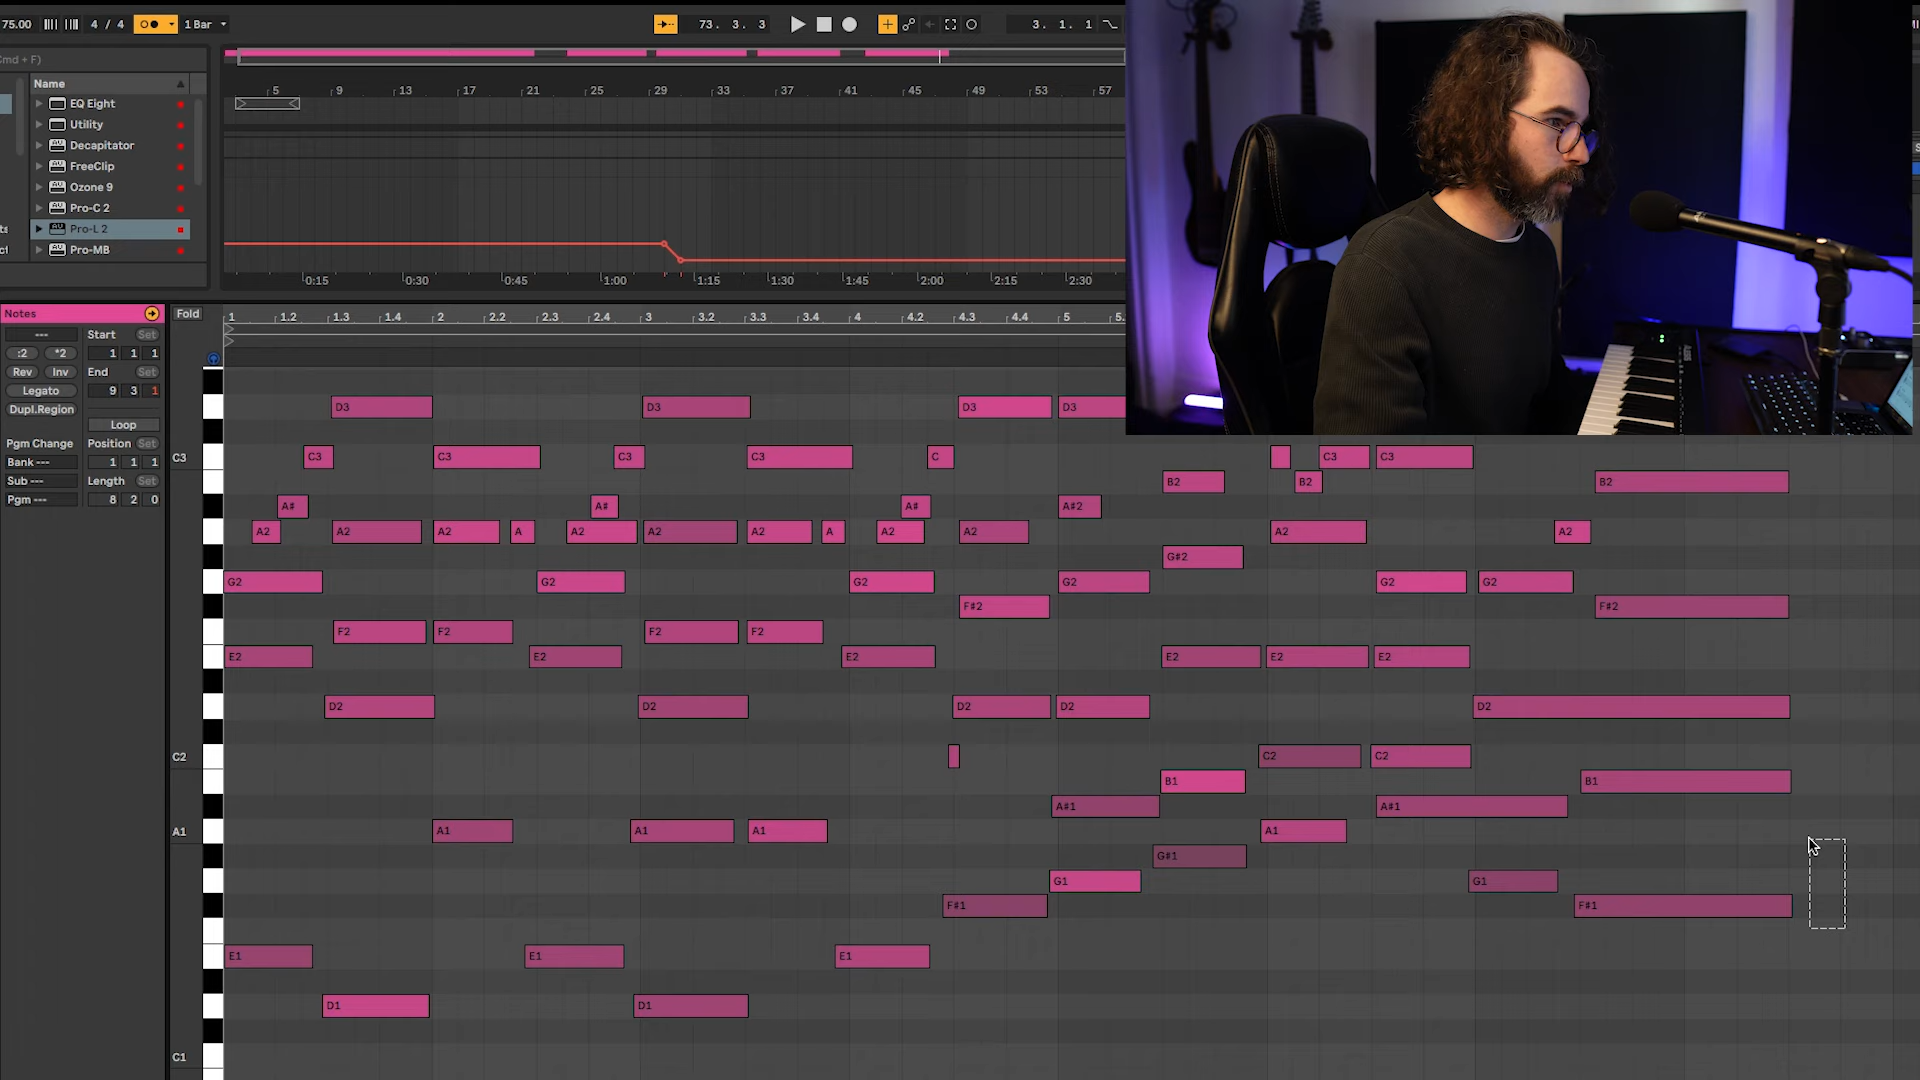 75.00 4 / 4 1 Bar 73. 3. 3 3. 1. 1
Cmd + F)
Name
EQ Eight
Utility
Decapitator
FreeClip
Ozone 9
Pro-C 2
Pro-L 2
Pro-MB
5 9 13 17 21 25 29 33 37 41 45 49 53 57
0:15 0:30 0:45 1:00 1:15 1:30 1:45 2:00 2:15 2:30
Notes
Fold
1 1.2 1.3 1.4 2 2.2 2.3 2.4 3 3.2 3.3 3.4 4 4.2 4.3 4.4 5
--- Start Set
:2 *2 1 1 1
Rev Inv End Set
Legato 9 3 1
Dupl.Region
Loop
Pgm Change Position Set
Bank --- 1 1 1
Sub --- Length Set
Pgm --- 8 2 0
D3 D3 D3 D3
C3 C3 C3 C3 C3 C C3 C3
B2 B2 B2
A# A# A# A#2
A2 A2 A2 A A2 A2 A2 A A2 A2 A2 A2
G#2
G2 G2 G2 G2 G2 G2
F#2 F#2
F2 F2 F2 F2
E2 E2 E2 E2 E2 E2
D2 D2 D2 D2 D2
C2 C2 C2
B1 B1
A#1 A#1
A1 A1 A1 A1 A1
G#1
G1 G1
F#1 F#1
E1 E1 E1
D1 D1
C1